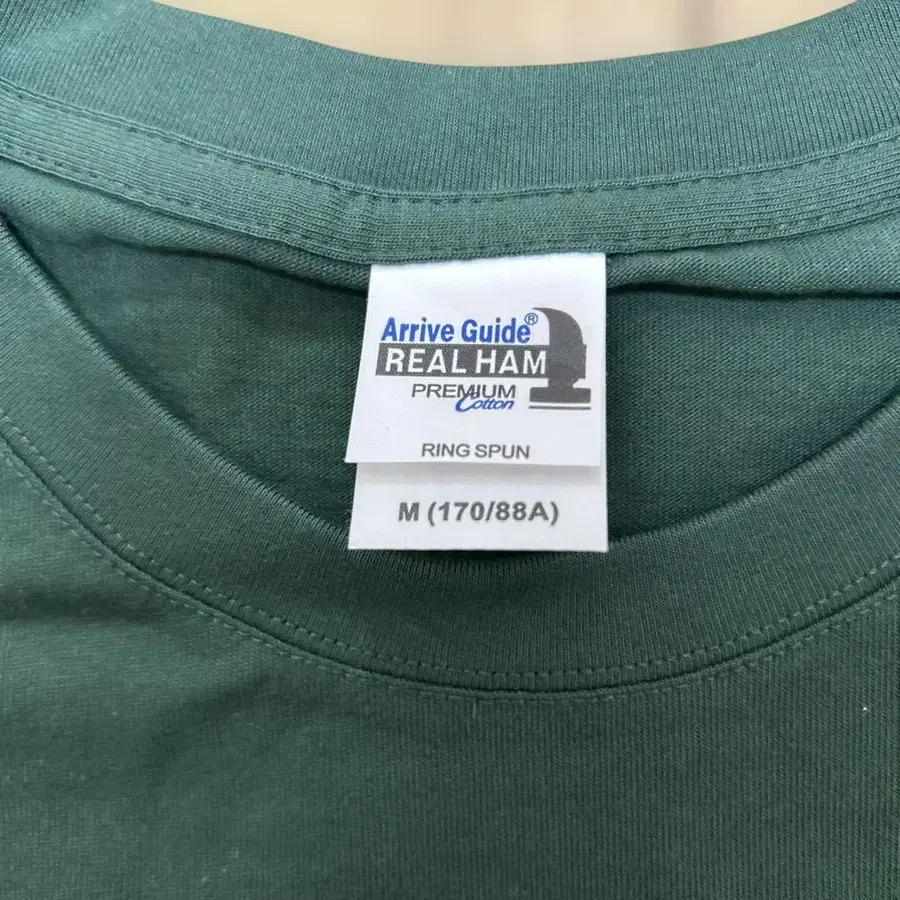 Arrive Guide®
REAL HAM
PREMIUM
Cotton
RING SPUN
M (170/88A)